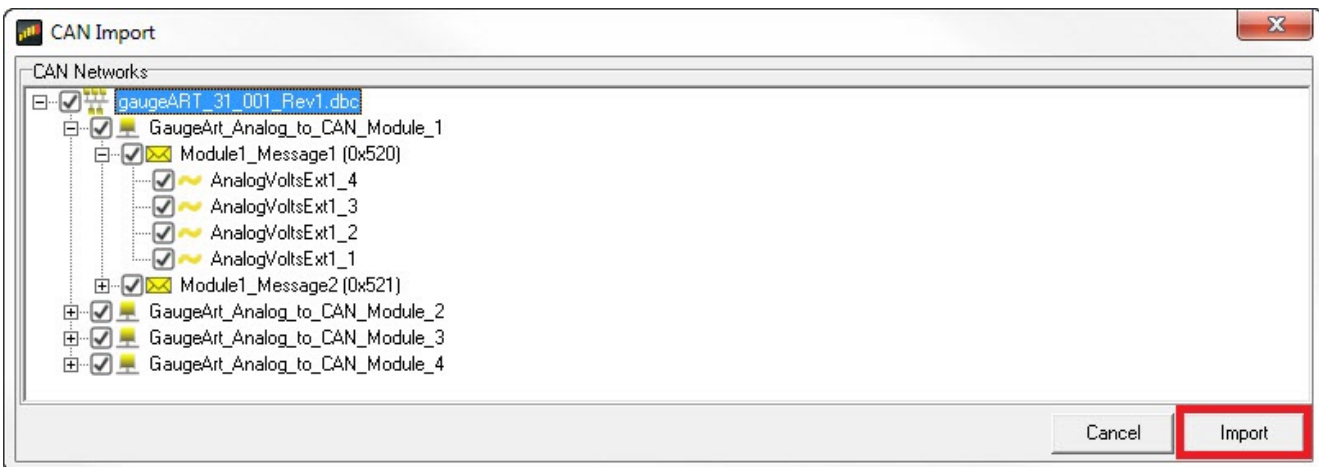 CAN Import
CAN Networks
gaugeART_31_001_Rev1.dbc
GaugeArt_Analog_to_CAN_Module_1
Module1_Message1 (0x520)
AnalogVoltsExt1_4
AnalogVoltsExt1_3
AnalogVoltsExt1_2
AnalogVoltsExt1_1
Module1_Message2 (0x521)
GaugeArt_Analog_to_CAN_Module_2
GaugeArt_Analog_to_CAN_Module_3
GaugeArt_Analog_to_CAN_Module_4
Cancel Import